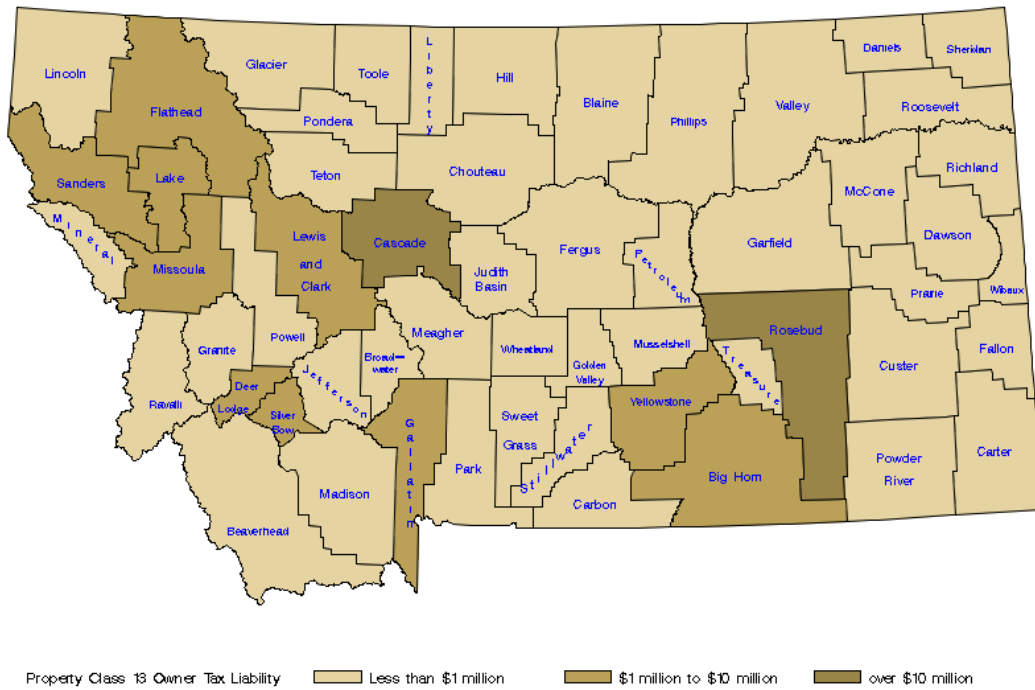 Daniels
Sheridan
Lincoln
Glacier
Toole
Liberty
Hill
Blaine
Valley
Roosevelt
Flathead
Pondera
Phillips
Richland
Sanders
Lake
Teton
Chouteau
McCone
Mineral
Lewis
and
Clark
Cascade
Fergus
Petroleum
Garfield
Dawson
Missoula
Judith
Basin
Prairie
Wibaux
Granite
Powell
Meagher
Broad-
water
Wheatland
Golden
Valley
Musselshell
Rosebud
Treasure
Custer
Fallon
Ravalli
Deer
Lodge
Silver
Bow
Jefferson
Gallatin
Park
Sweet
Grass
Stillwater
Yellowstone
Big Horn
Powder
River
Carter
Beaverhead
Madison
Carbon
Property Class 13 Owner Tax Liability
Less than $1 million
$1 million to $10 million
over $10 million